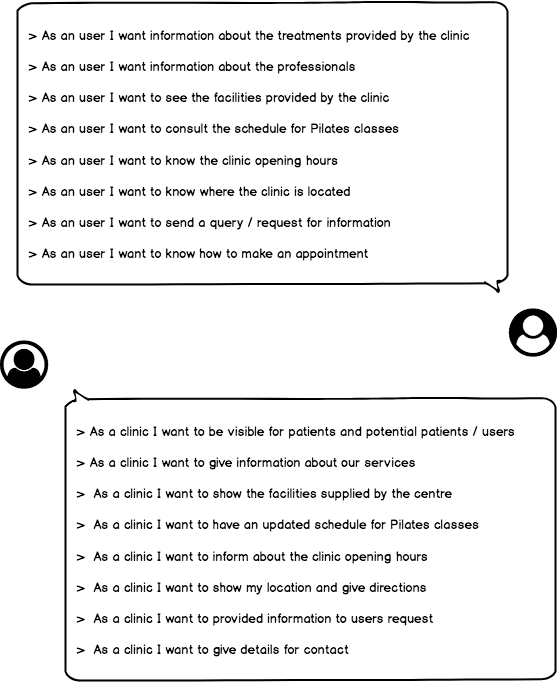 > As an user I want information about the treatments provided by the clinic
> As an user I want information about the professionals
> As an user I want to see the facilities provided by the clinic
> As an user I want to consult the schedule for Pilates classes
> As an user I want to know the clinic opening hours
> As an user I want to know where the clinic is located
> As an user I want to send a query / request for information
> As an user I want to know how to make an appointment
> As a clinic I want to be visible for patients and potential patients / users
> As a clinic I want to give information about our services
> As a clinic I want to show the facilities supplied by the centre
> As a clinic I want to have an updated schedule for Pilates classes
> As a clinic I want to inform about the clinic opening hours
> As a clinic I want to show my location and give directions
> As a clinic I want to provided information to users request
> As a clinic I want to give details for contact